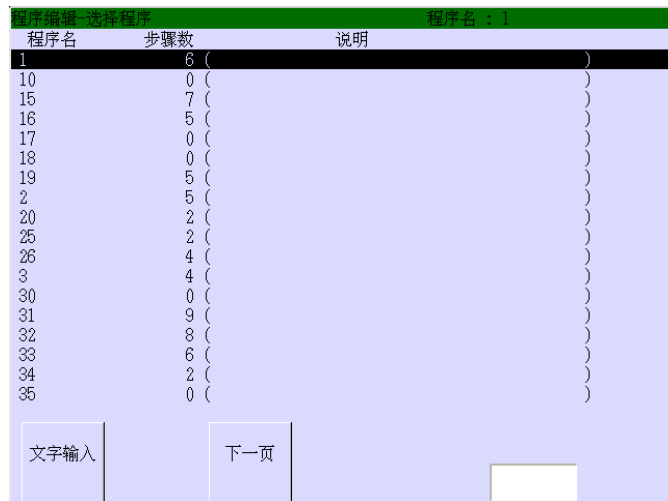 程序编辑-选择程序 程序名 : 1
程序名 步骤数 说明
1 6 ( )
10 0 ( )
15 7 ( )
16 5 ( )
17 0 ( )
18 0 ( )
19 5 ( )
2 5 ( )
20 2 ( )
25 2 ( )
26 4 ( )
3 4 ( )
30 0 ( )
31 9 ( )
32 8 ( )
33 6 ( )
34 2 ( )
35 0 ( )
文字输入 下一页